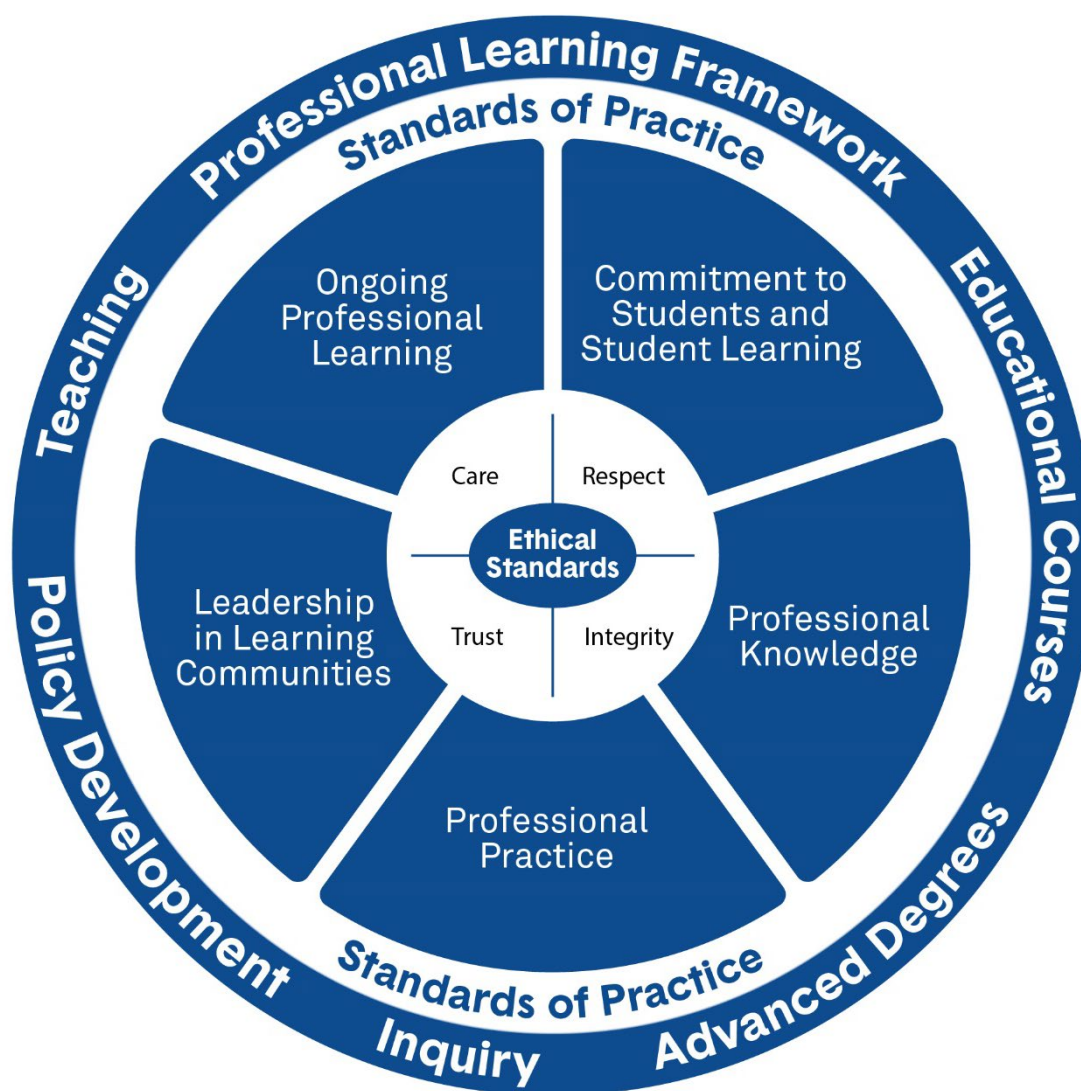 Professional Learning Framework
Educational Courses
Advanced Degrees
Inquiry
Policy Development
Teaching
Standards of Practice
Ongoing
Professional
Learning
Commitment to
Students and
Student Learning
Care
Respect
Ethical
Standards
Trust
Integrity
Leadership
in Learning
Communities
Professional
Knowledge
Professional
Practice
Standards of Practice